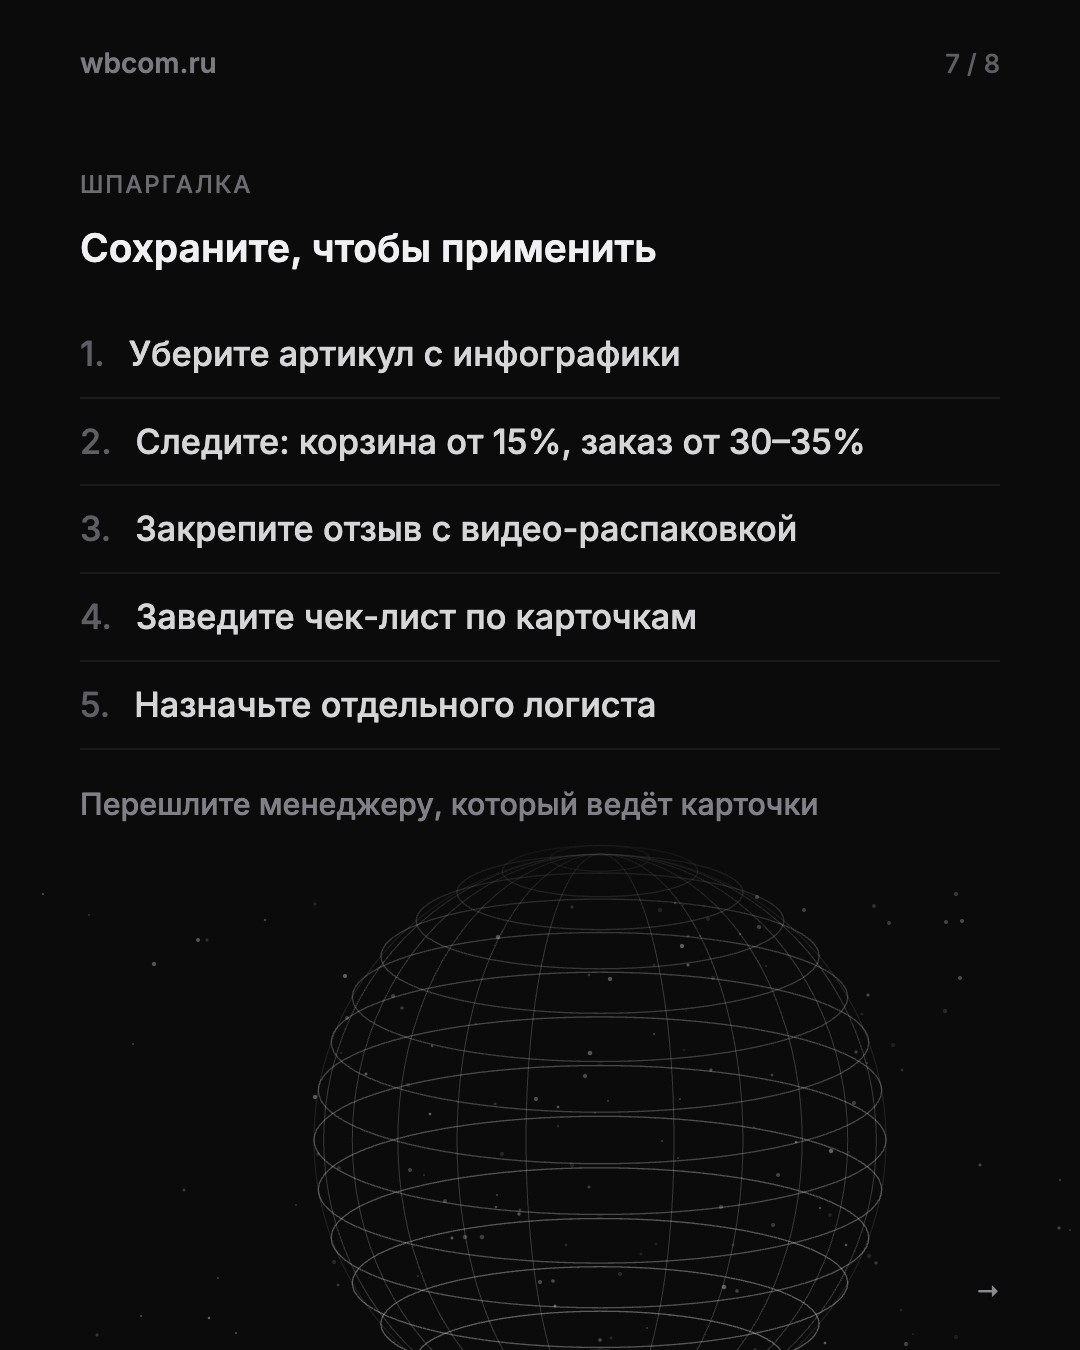 wbcom.ru
7 / 8
ШПАРГАЛКА
Сохраните, чтобы применить
1. Уберите артикул с инфографики
2. Следите: корзина от 15%, заказ от 30–35%
3. Закрепите отзыв с видео-распаковкой
4. Заведите чек-лист по карточкам
5. Назначьте отдельного логиста
Перешлите менеджеру, который ведёт карточки
→